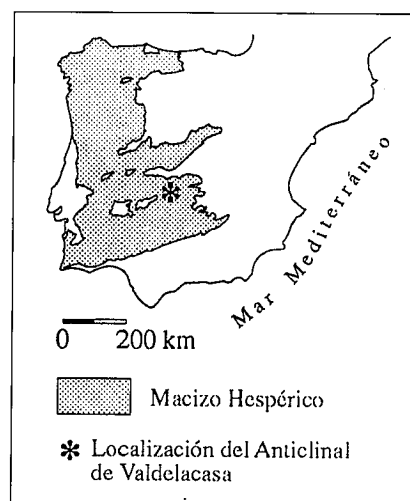 Mar Mediterráneo
0 200 km
Macizo Hespérico
* Localización del Anticlinal
de Valdelacasa